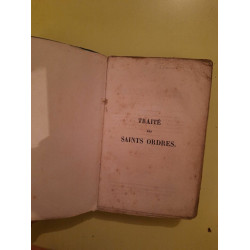 TRAITÉ
DES
SAINTS ORDRES.